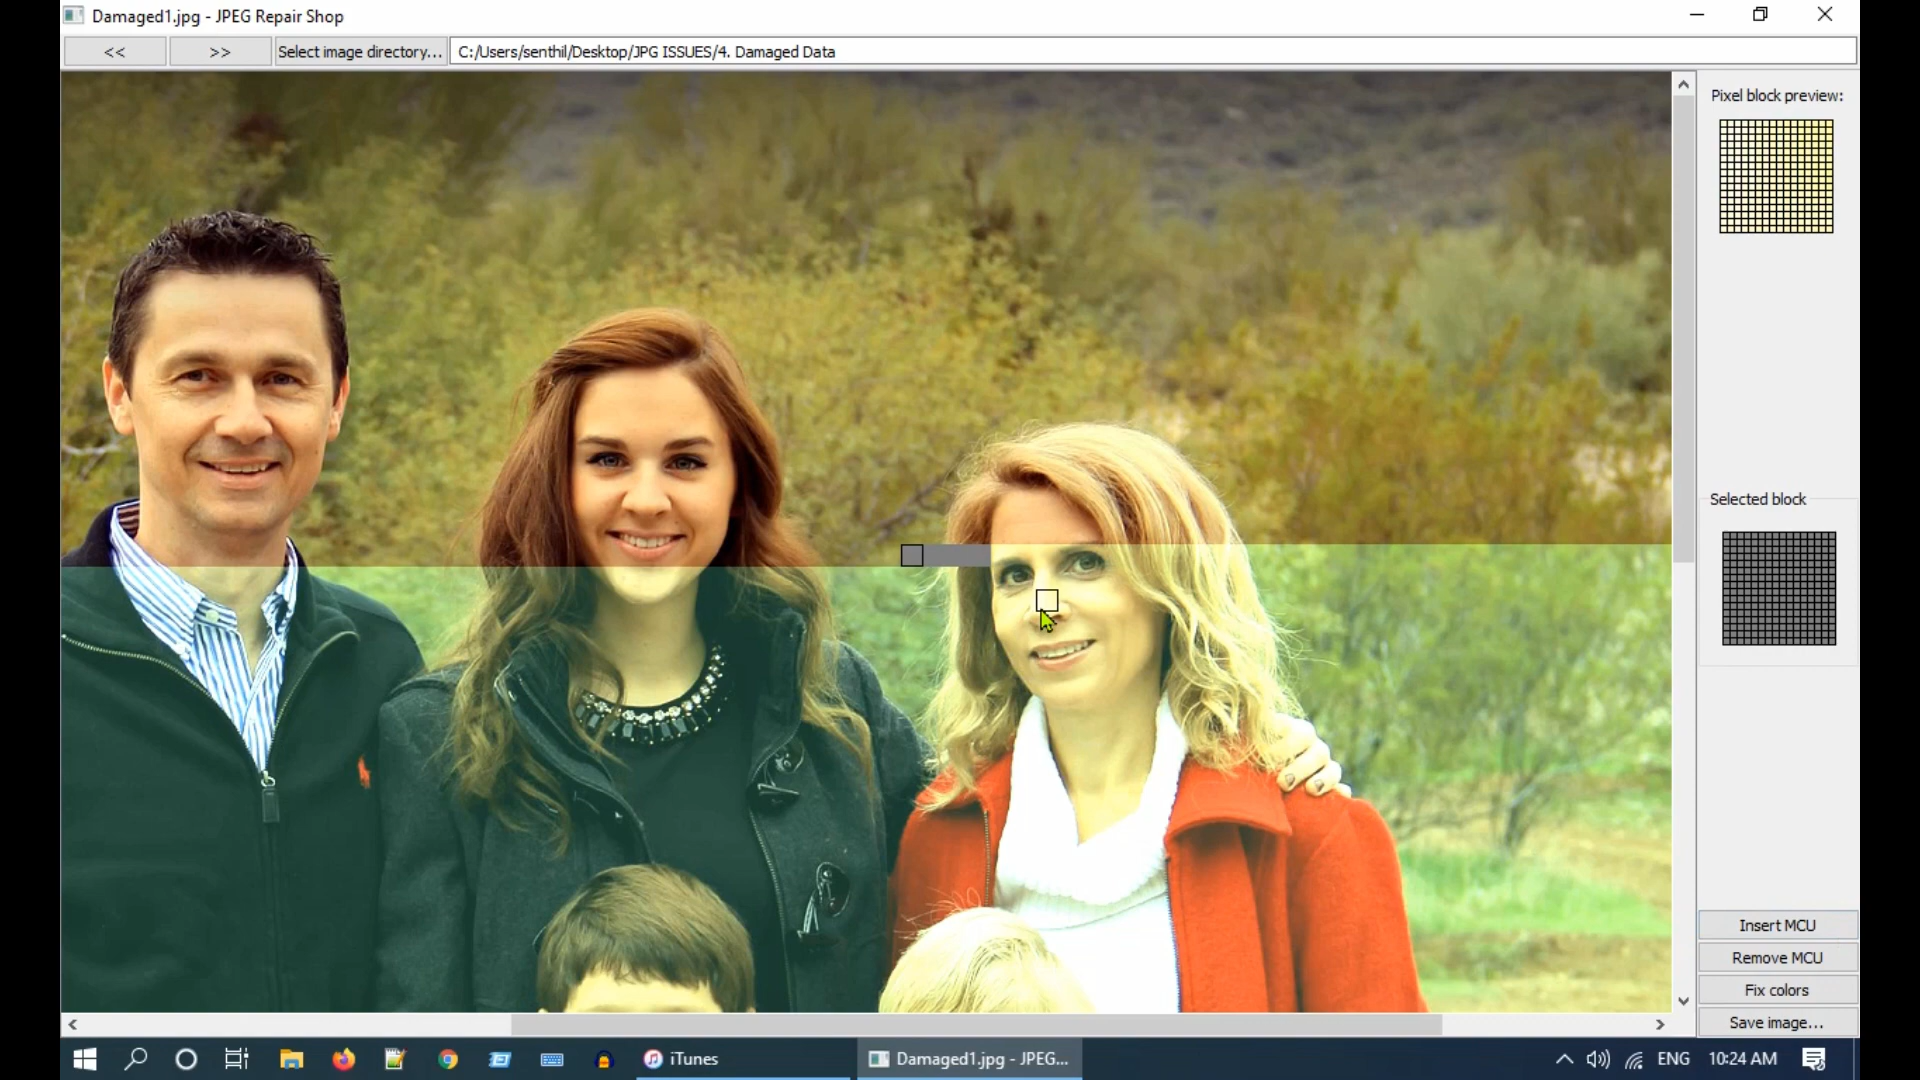 Damaged1.jpg - JPEG Repair Shop
<< >> Select image directory... C:/Users/senthil/Desktop/JPG ISSUES/4. Damaged Data
Pixel block preview:
Selected block
Insert MCU
Remove MCU
Fix colors
Save image...
iTunes Damaged1.jpg - JPEG... ENG 10:24 AM